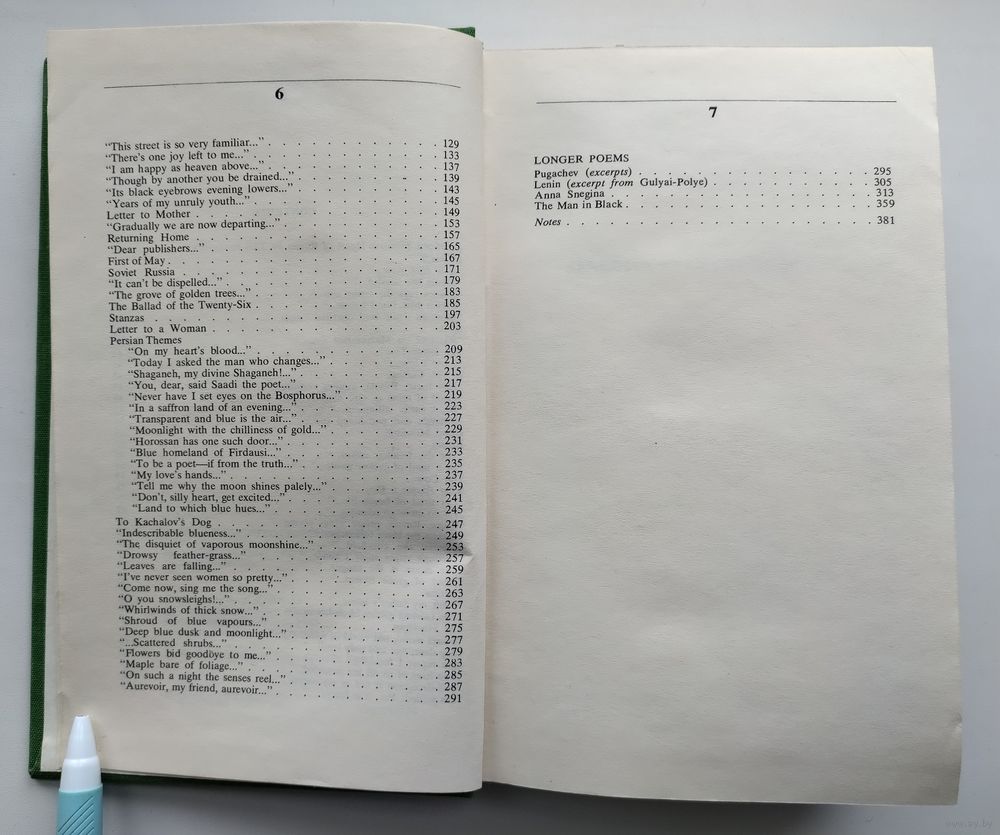 6
"This street is so very familiar..." . . . . . . . . . . 129
"There's one joy left to me..." . . . . . . . . . . 133
"I am happy as heaven above..." . . . . . . . . . . 137
"Though by another you be drained..." . . . . . . . . . . 139
"Its black eyebrows evening lowers..." . . . . . . . . . . 143
"Years of my unruly youth..." . . . . . . . . . . 145
Letter to Mother . . . . . . . . . . 149
"Gradually we are now departing..." . . . . . . . . . . 153
Returning Home . . . . . . . . . . 157
"Dear publishers..." . . . . . . . . . . 165
First of May . . . . . . . . . . 167
Soviet Russia . . . . . . . . . . 171
"It can't be dispelled..." . . . . . . . . . . 179
"The grove of golden trees..." . . . . . . . . . . 183
The Ballad of the Twenty-Six . . . . . . . . . . 185
Stanzas . . . . . . . . . . 197
Letter to a Woman . . . . . . . . . . 203
Persian Themes
"On my heart's blood..." . . . . . . . . . . 209
"Today I asked the man who changes..." . . . . . . . . . . 213
"Shaganeh, my divine Shaganeh!..." . . . . . . . . . . 215
"You, dear, said Saadi the poet..." . . . . . . . . . . 217
"Never have I set eyes on the Bosphorus..." . . . . . . . . . . 219
"In a saffron land of an evening..." . . . . . . . . . . 223
"Transparent and blue is the air..." . . . . . . . . . . 227
"Moonlight with the chilliness of gold..." . . . . . . . . . . 229
"Horossan has one such door..." . . . . . . . . . . 231
"Blue homeland of Firdausi..." . . . . . . . . . . 233
"To be a poet—if from the truth..." . . . . . . . . . . 235
"My love's hands..." . . . . . . . . . . 237
"Tell me why the moon shines palely..." . . . . . . . . . . 239
"Don't, silly heart, get excited..." . . . . . . . . . . 241
"Land to which blue hues..." . . . . . . . . . . 245
To Kachalov's Dog . . . . . . . . . . 247
"Indescribable blueness..." . . . . . . . . . . 249
"The disquiet of vaporous moonshine..." . . . . . . . . . . 253
"Drowsy feather-grass..." . . . . . . . . . . 257
"Leaves are falling..." . . . . . . . . . . 259
"I've never seen women so pretty..." . . . . . . . . . . 261
"Come now, sing me the song..." . . . . . . . . . . 263
"O you snowsleighs!..." . . . . . . . . . . 267
"Whirlwinds of thick snow..." . . . . . . . . . . 271
"Shroud of blue vapours..." . . . . . . . . . . 275
"Deep blue dusk and moonlight..." . . . . . . . . . . 277
"...Scattered shrubs..." . . . . . . . . . . 279
"Flowers bid goodbye to me..." . . . . . . . . . . 283
"Maple bare of foliage..." . . . . . . . . . . 285
"On such a night the senses reel..." . . . . . . . . . . 287
"Aurevoir, my friend, aurevoir..." . . . . . . . . . . 291
7
LONGER POEMS
Pugachev (excerpts) . . . . . . . . . . 295
Lenin (excerpt from Gulyai-Polye) . . . . . . . . . . 305
Anna Snegina . . . . . . . . . . 313
The Man in Black . . . . . . . . . . 359
Notes . . . . . . . . . . 381
www.ay.by